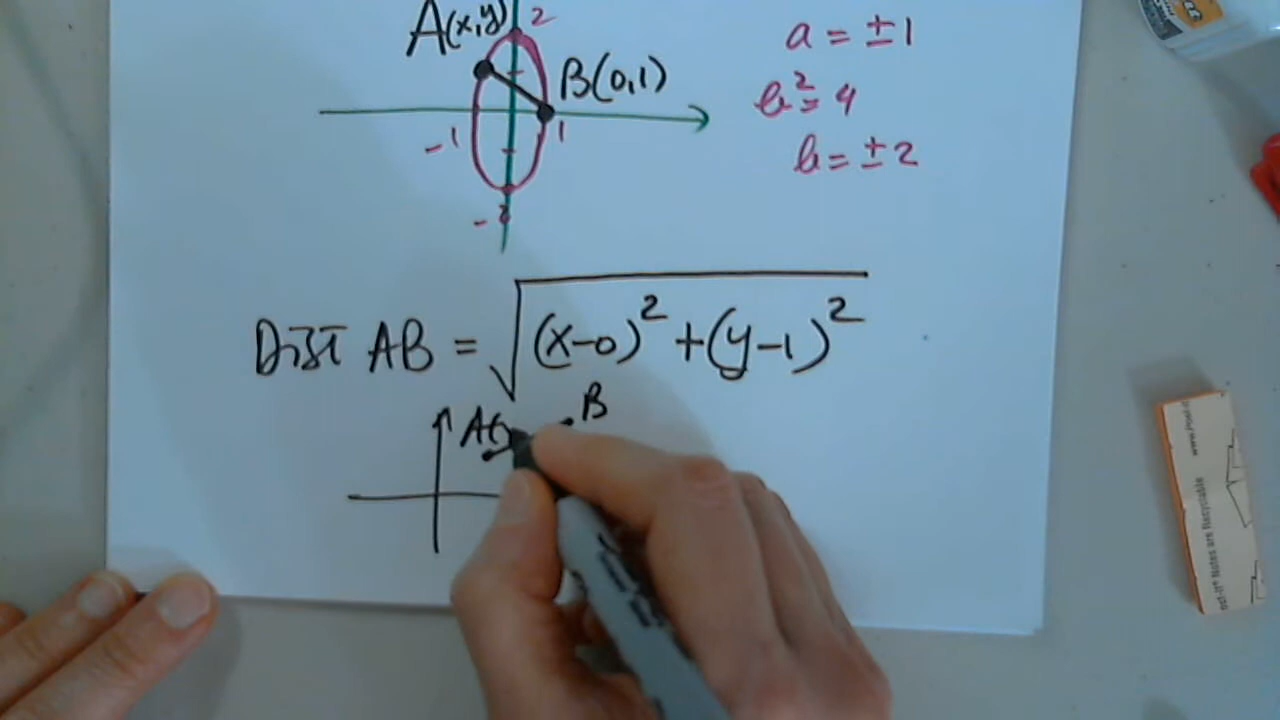 A(x,y) 2
a = ±1
B(0,1)
b² = 4
-1 1
b = ±2
-2
Dist AB = √(x-0)² + (y-1)²
B
A(